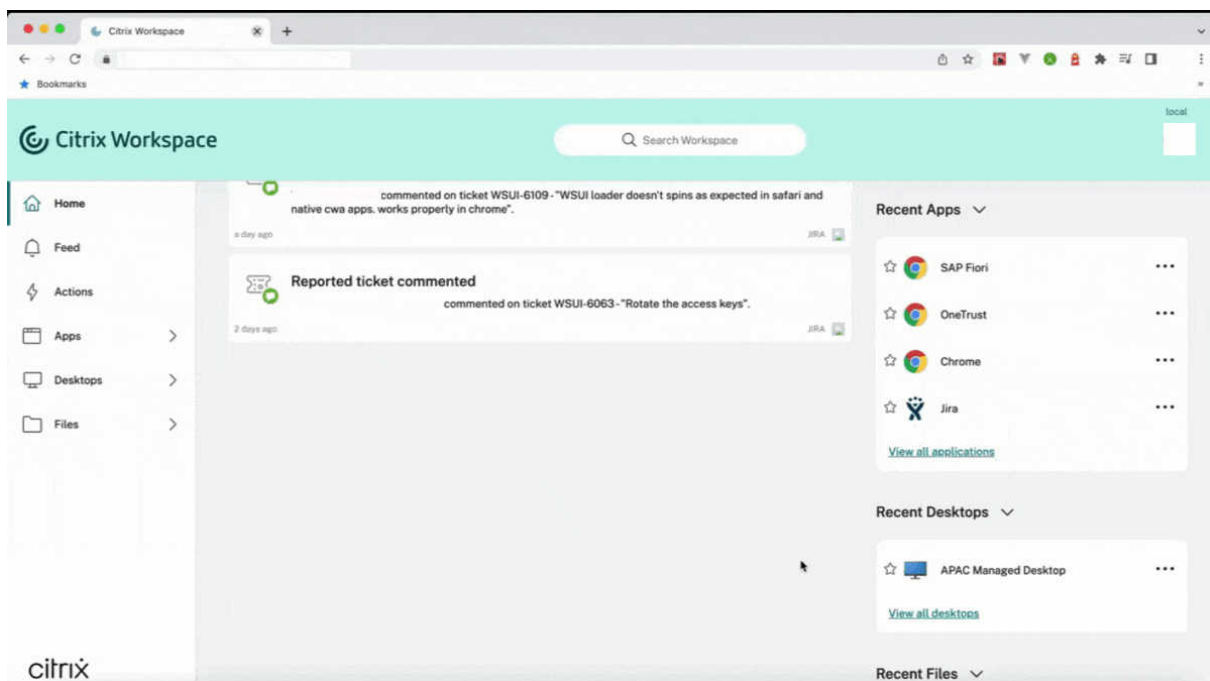 Citrix Workspace
Bookmarks
local
Citrix Workspace
Search Workspace
Home
Feed
Actions
Apps
Desktops
Files
citrix
commented on ticket WSUI-6109-"WSUI loader doesn't spins as expected in safari and
native cwa apps. works properly in chrome".
a day ago
JIRA
Reported ticket commented
commented on ticket WSUI-6063-"Rotate the access keys".
2 days ago
JIRA
Recent Apps
SAP Fiori
OneTrust
Chrome
Jira
View all applications
Recent Desktops
APAC Managed Desktop
View all desktops
Recent Files